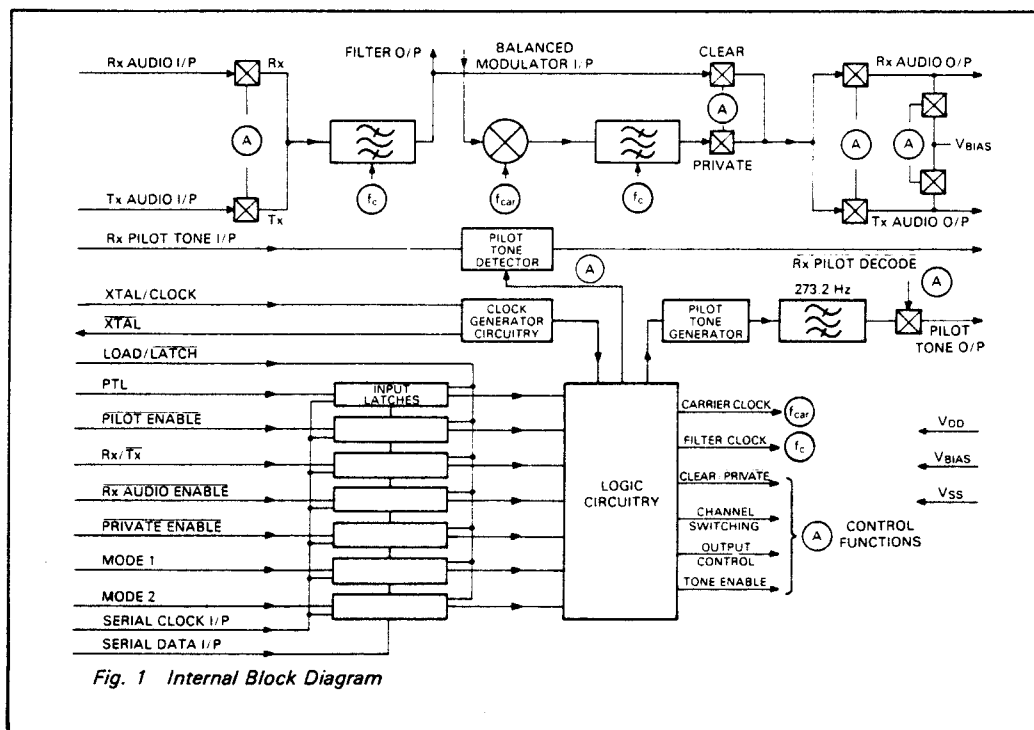 FILTER O/P
BALANCED
MODULATOR I/P
CLEAR
Rx AUDIO I/P
Rx
Rx AUDIO O/P
A
A
A
A
VBIAS
PRIVATE
fc
fcar
fc
Tx AUDIO I/P
Tx
Tx AUDIO O/P
Rx PILOT TONE I/P
PILOT
TONE
DETECTOR
A
Rx PILOT DECODE
A
273.2 Hz
XTAL/CLOCK
XTAL
CLOCK
GENERATOR
CIRCUITRY
PILOT
TONE
GENERATOR
PILOT
TONE O/P
LOAD/LATCH
PTL
INPUT
LATCHES
PILOT ENABLE
Rx/Tx
Rx AUDIO ENABLE
PRIVATE ENABLE
MODE 1
MODE 2
SERIAL CLOCK I/P
SERIAL DATA I/P
LOGIC
CIRCUITRY
CARRIER CLOCK
fcar
FILTER CLOCK
fc
CLEAR-PRIVATE
CHANNEL
SWITCHING
OUTPUT
CONTROL
TONE ENABLE
A
CONTROL
FUNCTIONS
VDD
VBIAS
VSS
Fig. 1 Internal Block Diagram